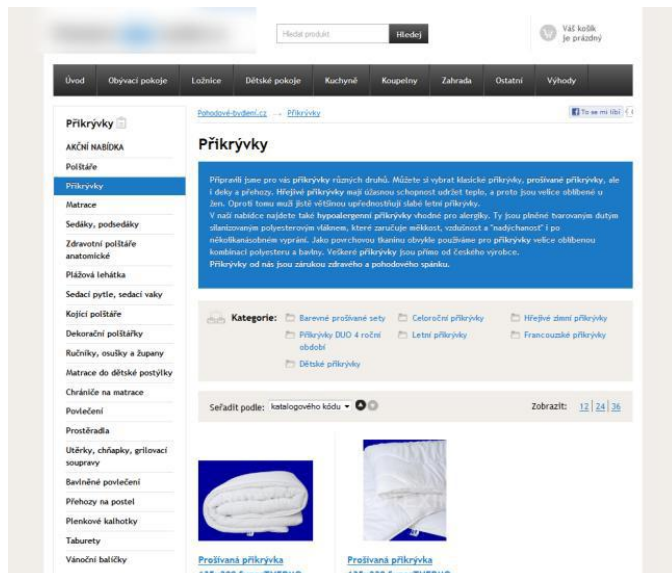 Hledat produkt
Hledej
Váš košík
je prázdný
Úvod
Obývací pokoje
Ložnice
Dětské pokoje
Kuchyně
Koupelny
Zahrada
Ostatní
Výhody
Přikrývky
AKČNÍ NABÍDKA
Polštáře
Přikrývky
Matrace
Sedáky, podsedáky
Zdravotní polštáře
anatomické
Plážová lehátka
Sedací pytle, sedací vaky
Kojící polštáře
Dekorační polštářky
Ručníky, osušky a župany
Matrace do dětské postýlky
Chrániče na matrace
Povlečení
Prostěradla
Utěrky, chňapky, grilovací
soupravy
Bavlněné povlečení
Přehozy na postel
Plenkové kalhotky
Taburety
Vánoční balíčky
Pohodové-bydlení.cz → Přikrývky
To se mi líbí
Přikrývky
Připravili jsme pro vás přikrývky různých druhů. Můžete si vybrat klasické přikrývky, prošívané přikrývky, ale
i deky a přehozy. Hřejivé přikrývky mají úžasnou schopnost udržet teplo, a proto jsou velice oblíbené u
žen. Oproti tomu muži jistě většinou upřednostňují slabé letní přikrývky.
V naší nabídce najdete také hypoalergenní přikrývky vhodné pro alergiky. Ty jsou plněné tvarovaným dutým
silanizovaným polyesterovým vláknem, které zaručuje měkkost, vzdušnost a "nadýchanost" i po
několikanásobném vyprání. Jako povrchovou tkaninu obvykle používáme pro přikrývky velice oblíbenou
kombinaci polyesteru a bavlny. Veškeré přikrývky jsou přímo od českého výrobce.
Přikrývky od nás jsou zárukou zdravého a pohodového spánku.
Kategorie:
Barevné prošívané sety
Celoroční přikrývky
Hřejivé zimní přikrývky
Přikrývky DUO 4 roční
období
Letní přikrývky
Francouzské přikrývky
Dětské přikrývky
Seřadit podle: katalogového kódu
Zobrazit: 12 | 24 | 36
Prošívaná přikrývka
Prošívaná přikrývka